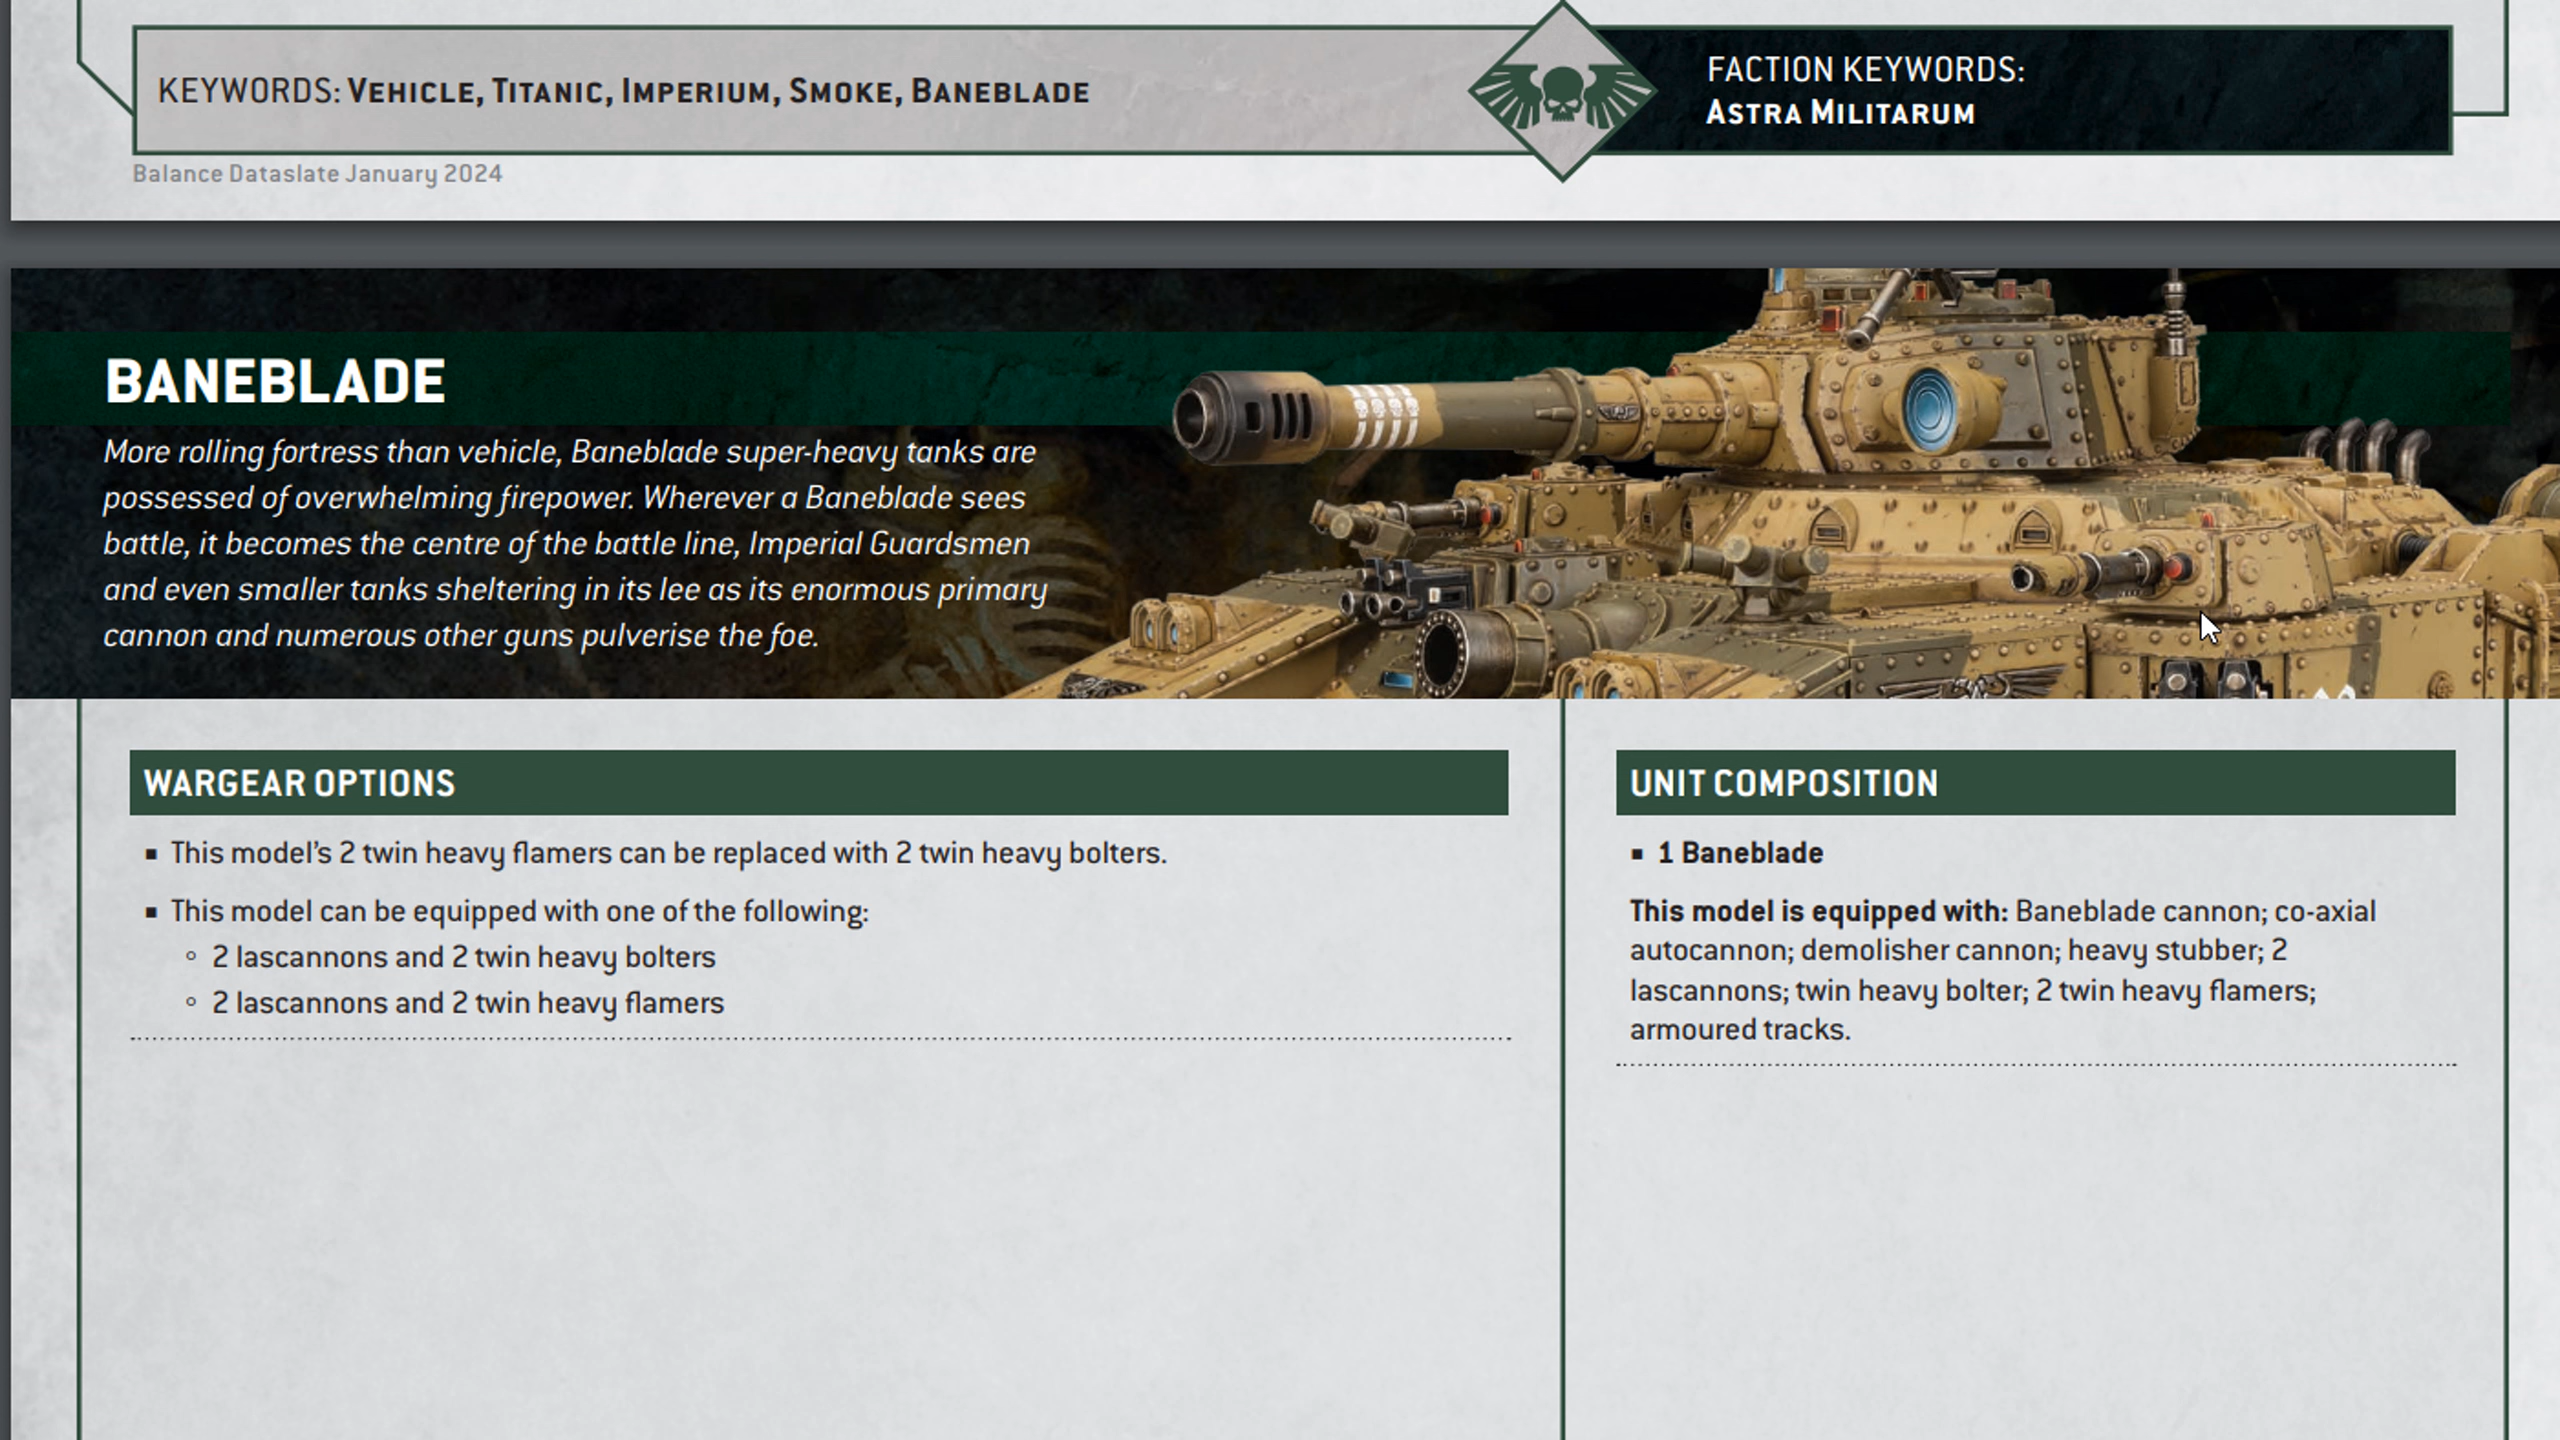 KEYWORDS: VEHICLE, TITANIC, IMPERIUM, SMOKE, BANEBLADE
FACTION KEYWORDS:
ASTRA MILITARUM
Balance Dataslate January 2024
BANEBLADE
More rolling fortress than vehicle, Baneblade super-heavy tanks are
possessed of overwhelming firepower. Wherever a Baneblade sees
battle, it becomes the centre of the battle line, Imperial Guardsmen
and even smaller tanks sheltering in its lee as its enormous primary
cannon and numerous other guns pulverise the foe.
WARGEAR OPTIONS
▪ This model’s 2 twin heavy flamers can be replaced with 2 twin heavy bolters.
▪ This model can be equipped with one of the following:
◦ 2 lascannons and 2 twin heavy bolters
◦ 2 lascannons and 2 twin heavy flamers
UNIT COMPOSITION
▪ 1 Baneblade
This model is equipped with: Baneblade cannon; co-axial
autocannon; demolisher cannon; heavy stubber; 2
lascannons; twin heavy bolter; 2 twin heavy flamers;
armoured tracks.